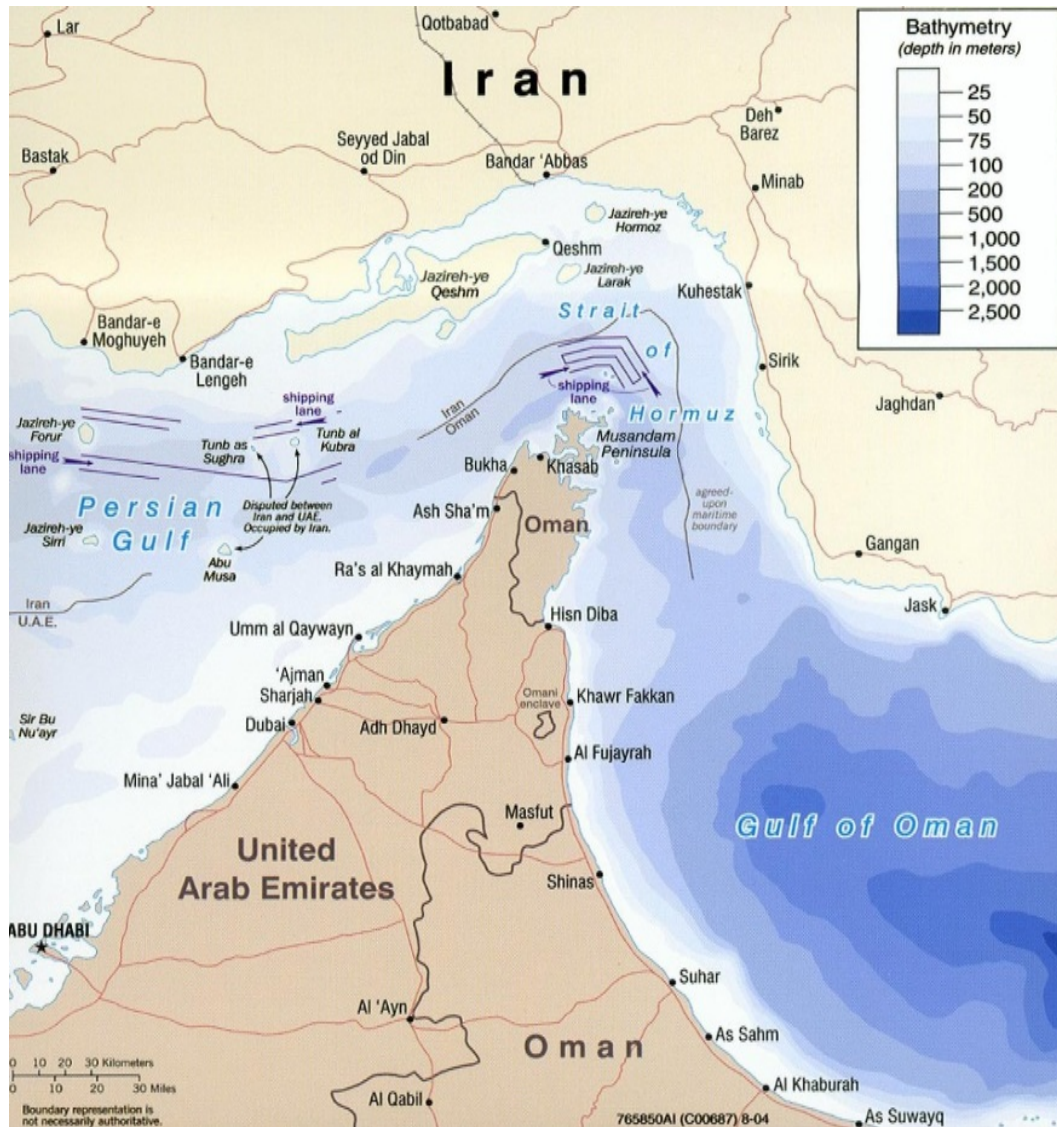 Lar
Qotbabad
Iran
Bathymetry
(depth in meters)
25
50
75
100
200
500
1,000
1,500
2,000
2,500
Deh
Barez
Seyyed Jabal
od Din
Bastak
Bandar ‘Abbas
Minab
Jazireh-ye
Hormoz
Qeshm
Jazireh-ye
Larak
Jazireh-ye
Qeshm
Kuhestak
Strait
of
Hormuz
Bandar-e
Moghuyeh
Bandar-e
Lengeh
Sirik
Jaghdan
shipping
lane
shipping
lane
Iran
Oman
Jazireh-ye
Forur
shipping
lane
Tunb as
Sughra
Tunb al
Kubra
Musandam
Peninsula
Bukha
Khasab
Persian
Gulf
Disputed between
Iran and UAE.
Occupied by Iran.
Ash Sha’m
Oman
agreed-
upon
maritime
boundary
Jazireh-ye
Sirri
Abu
Musa
Gangan
Ra’s al Khaymah
Iran
U.A.E.
Jask
Hisn Diba
Umm al Qaywayn
‘Ajman
Sharjah
Dubai
Omani
enclave
Khawr Fakkan
Sir Bu
Nu’ayr
Adh Dhayd
Al Fujayrah
Mina’ Jabal ‘Ali
Masfut
Gulf of Oman
United
Arab Emirates
Shinas
ABU DHABI
Suhar
Al ‘Ayn
As Sahm
Oman
0 10 20 30 Kilometers
0 10 20 30 Miles
Al Khaburah
Al Qabil
Boundary representation is
not necessarily authoritative.
765850AI (C00687) 8-04
As Suwayq